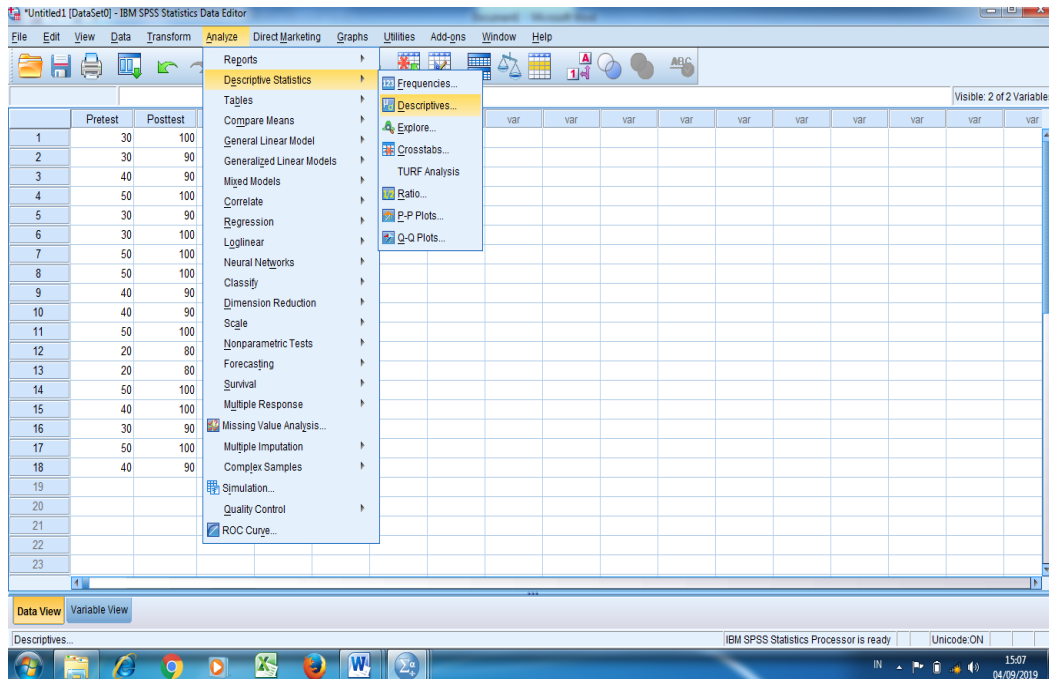 *Untitled1 [DataSet0] - IBM SPSS Statistics Data Editor
File Edit View Data Transform Analyze Direct Marketing Graphs Utilities Add-ons Window Help
Visible: 2 of 2 Variable
Pretest Posttest var var var var var var var var var var
1 30 100
2 30 90
3 40 90
4 50 100
5 30 90
6 30 100
7 50 100
8 50 100
9 40 90
10 40 90
11 50 100
12 20 80
13 20 80
14 50 100
15 40 100
16 30 90
17 50 100
18 40 90
19
20
21
22
23
Reports
Descriptive Statistics
Tables
Compare Means
General Linear Model
Generalized Linear Models
Mixed Models
Correlate
Regression
Loglinear
Neural Networks
Classify
Dimension Reduction
Scale
Nonparametric Tests
Forecasting
Survival
Multiple Response
Missing Value Analysis...
Multiple Imputation
Complex Samples
Simulation...
Quality Control
ROC Curve...
Frequencies...
Descriptives...
Explore...
Crosstabs...
TURF Analysis
Ratio...
P-P Plots...
Q-Q Plots...
Data View Variable View
Descriptives...
IBM SPSS Statistics Processor is ready Unicode:ON
IN
15:07
04/09/2019